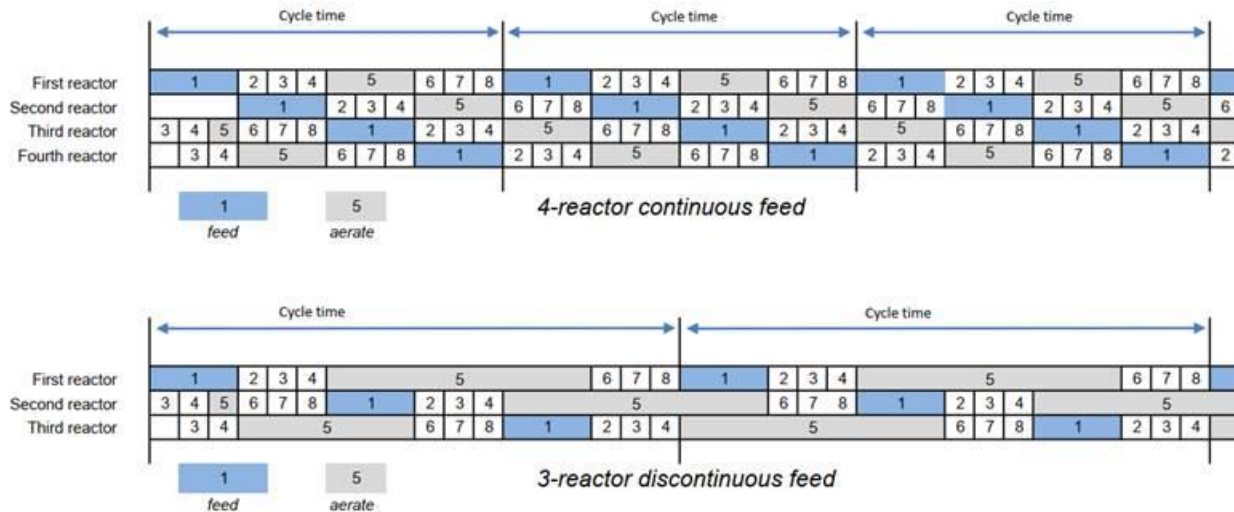 Cycle time Cycle time Cycle time
First reactor 1 2 3 4 5 6 7 8 1 2 3 4 5 6 7 8 1 2 3 4 5 6 7 8
Second reactor 1 2 3 4 5 6 7 8 1 2 3 4 5 6 7 8 1 2 3 4 5 6
Third reactor 3 4 5 6 7 8 1 2 3 4 5 6 7 8 1 2 3 4 5 6 7 8 1 2 3 4
Fourth reactor 3 4 5 6 7 8 1 2 3 4 5 6 7 8 1 2 3 4 5 6 7 8 1 2
1 5 4-reactor continuous feed
feed aerate
Cycle time Cycle time
First reactor 1 2 3 4 5 6 7 8 1 2 3 4 5 6 7 8
Second reactor 3 4 5 6 7 8 1 2 3 4 5 6 7 8 1 2 3 4 5
Third reactor 3 4 5 6 7 8 1 2 3 4 5 6 7 8 1 2 3 4
1 5 3-reactor discontinuous feed
feed aerate